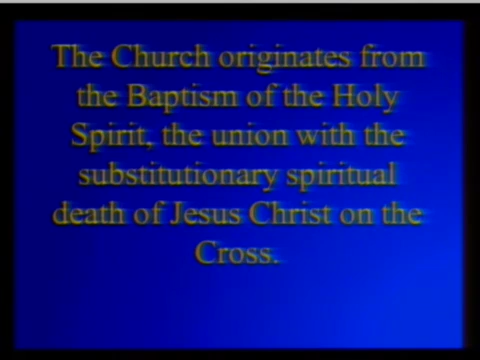 The Church originates from
the Baptism of the Holy
Spirit, the union with the
substitutionary spiritual
death of Jesus Christ on the
Cross.